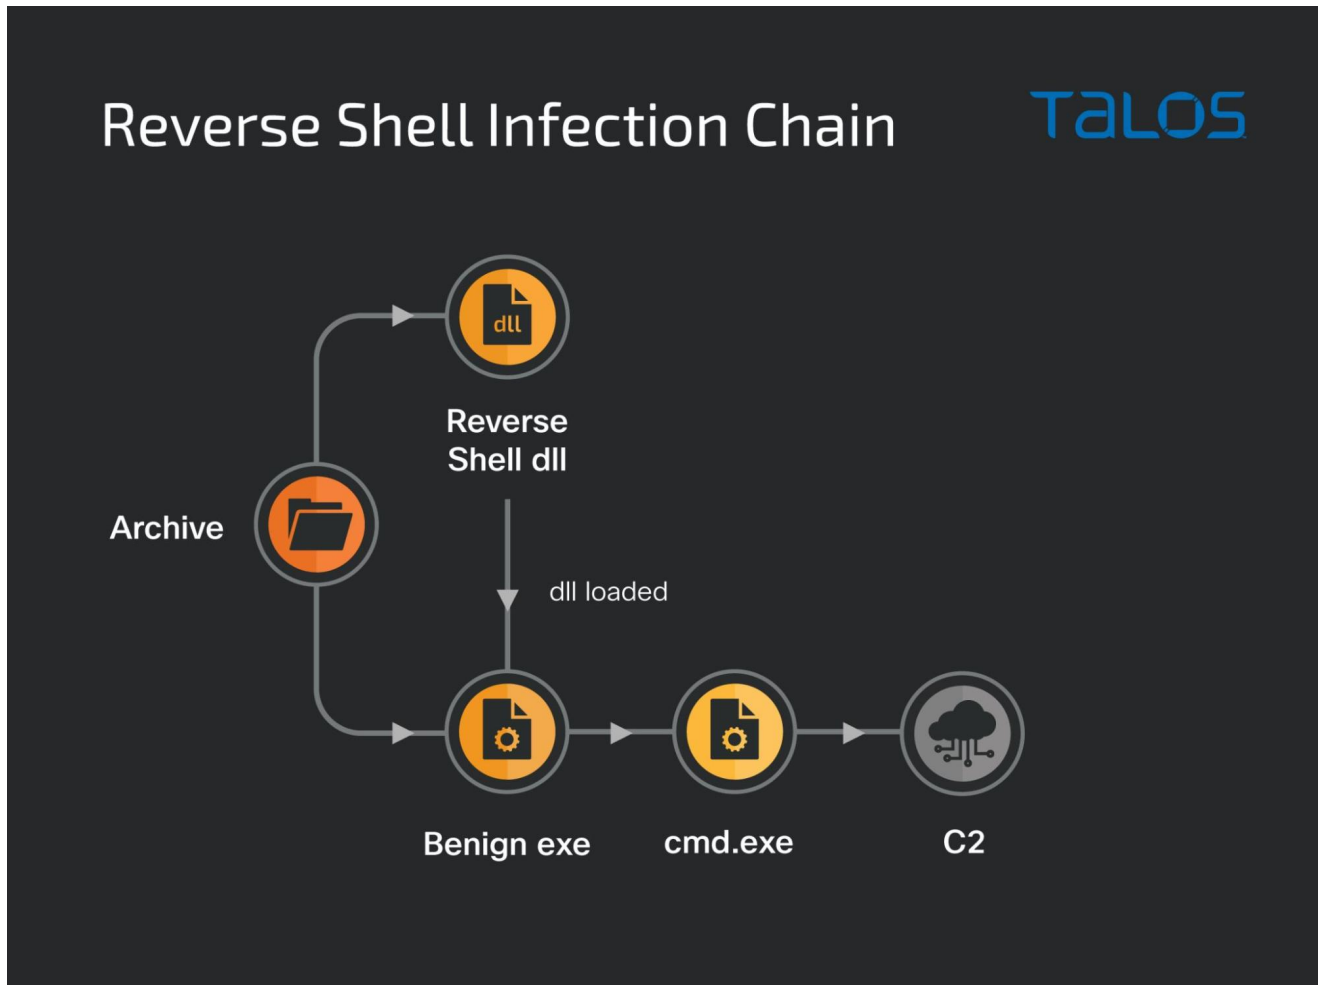 Reverse Shell Infection Chain
TALOS
dll
Reverse
Shell dll
Archive
dll loaded
Benign exe
cmd.exe
C2